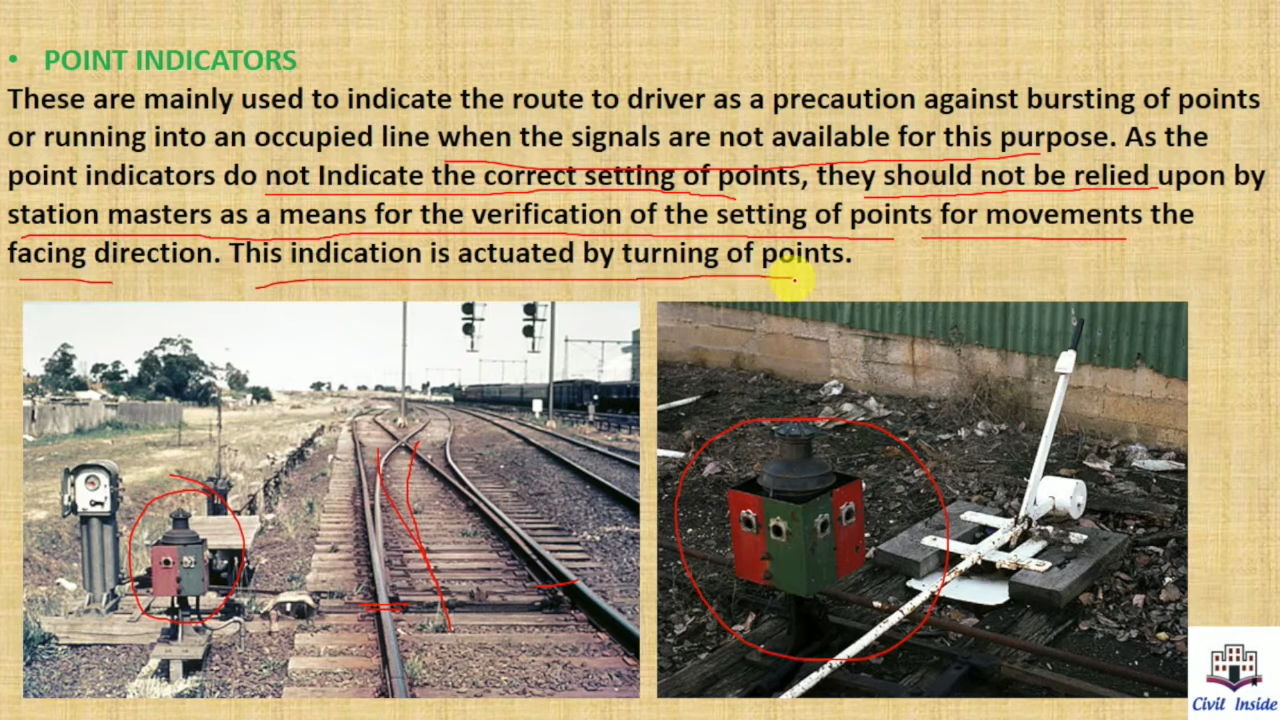 • POINT INDICATORS
These are mainly used to indicate the route to driver as a precaution against bursting of points
or running into an occupied line when the signals are not available for this purpose. As the
point indicators do not Indicate the correct setting of points, they should not be relied upon by
station masters as a means for the verification of the setting of points for movements the
facing direction. This indication is actuated by turning of points.
Civil Inside